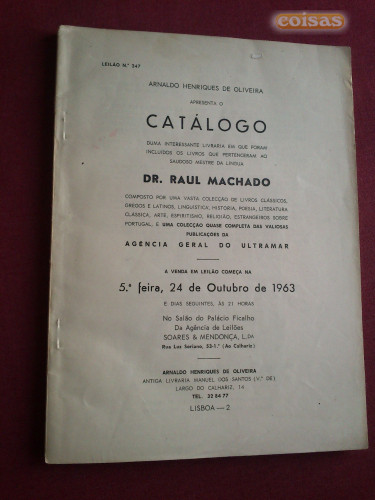 coisas
LEILÃO N.º 247
ARNALDO HENRIQUES DE OLIVEIRA
APRESENTA O
CATÁLOGO
DUMA INTERESSANTE LIVRARIA EM QUE FORAM
INCLUÍDOS OS LIVROS QUE PERTENCERAM AO
SAUDOSO MESTRE DA LÍNGUA
DR. RAUL MACHADO
COMPOSTO POR UMA VASTA COLECÇÃO DE LIVROS CLÁSSICOS,
GREGOS E LATINOS, LINGUÍSTICA, HISTÓRIA, POESIA, LITERATURA
CLÁSSICA, ARTE, ESPIRITISMO, RELIGIÃO, ESTRANGEIROS SOBRE
PORTUGAL, E UMA COLECÇÃO QUASE COMPLETA DAS VALIOSAS
PUBLICAÇÕES DA
AGENCIA GERAL DO ULTRAMAR
A VENDA EM LEILÃO COMEÇA NA
5.ª feira, 24 de Outubro de 1963
E DIAS SEGUINTES, ÀS 21 HORAS
No Salão do Palácio Ficalho
Da Agência de Leilões
SOARES & MENDONÇA, L.DA
Rua Luz Soriano, 53-1.º (Ao Calhariz)
ARNALDO HENRIQUES DE OLIVEIRA
ANTIGA LIVRARIA MANUEL DOS SANTOS (V.ª DE)
LARGO DO CALHARIZ, 14
TEL. 32 84 77
LISBOA — 2